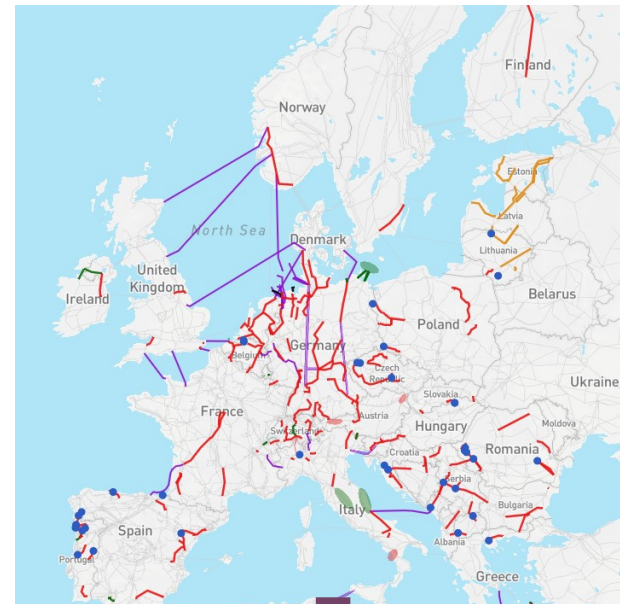 Finland
Norway
Estonia
North Sea
Latvia
Denmark
Lithuania
United
Kingdom
Ireland
Belarus
Poland
Germany
Belgium
Czech
Republic
Ukraine
Slovakia
France
Austria
Moldova
Switzerland
Hungary
Romania
Croatia
Serbia
Italy
Bulgaria
Spain
Albania
Portugal
Greece